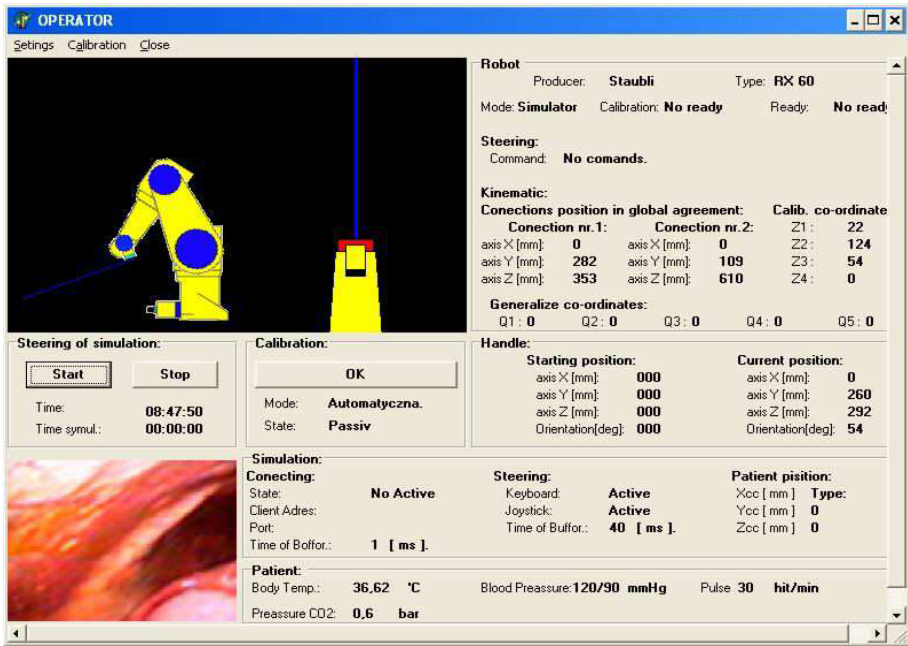 OPERATOR
Setings Calibration Close
Robot
Producer: Staubli Type: RX 60
Mode: Simulator Calibration: No ready Ready: No ready
Steering:
Command: No comands.
Kinematic:
Conections position in global agreement: Calib. co-ordinate
Conection nr.1: Conection nr.2: Z1 : 22
axis X [mm]: 0 axis X [mm]: 0 Z2 : 124
axis Y [mm]: 282 axis Y [mm]: 109 Z3 : 54
axis Z [mm]: 353 axis Z [mm]: 610 Z4 : 0
Generalize co-ordinates:
Q1 : 0 Q2 : 0 Q3 : 0 Q4 : 0 Q5 : 0
Steering of simulation:
Start Stop
Time: 08:47:50
Time symul.: 00:00:00
Calibration:
OK
Mode: Automatyczna.
State: Passiv
Handle:
Starting position: Current position:
axis X [mm]: 000 axis X [mm]: 0
axis Y [mm]: 000 axis Y [mm]: 260
axis Z [mm]: 000 axis Z [mm]: 292
Orientation[deg]: 000 Orientation[deg]: 54
Simulation:
Conecting: Steering: Patient pisition:
State: No Active Keyboard: Active Xcc [ mm ] Type:
Client Adres: Joystick: Active Ycc [ mm ] 0
Port: Time of Buffor.: 40 [ ms ]. Zcc [ mm ] 0
Time of Boffor.: 1 [ ms ].
Patient:
Body Temp.: 36,62 °C Blood Preassure: 120/90 mmHg Pulse 30 hit/min
Preassure CO2: 0,6 bar